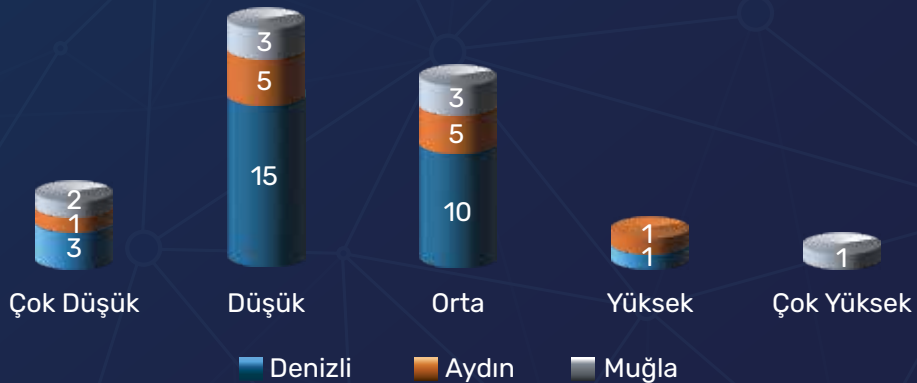 3
5
15
3
5
10
2
1
3
1
1
1
Çok Düşük
Düşük
Orta
Yüksek
Çok Yüksek
Denizli
Aydın
Muğla